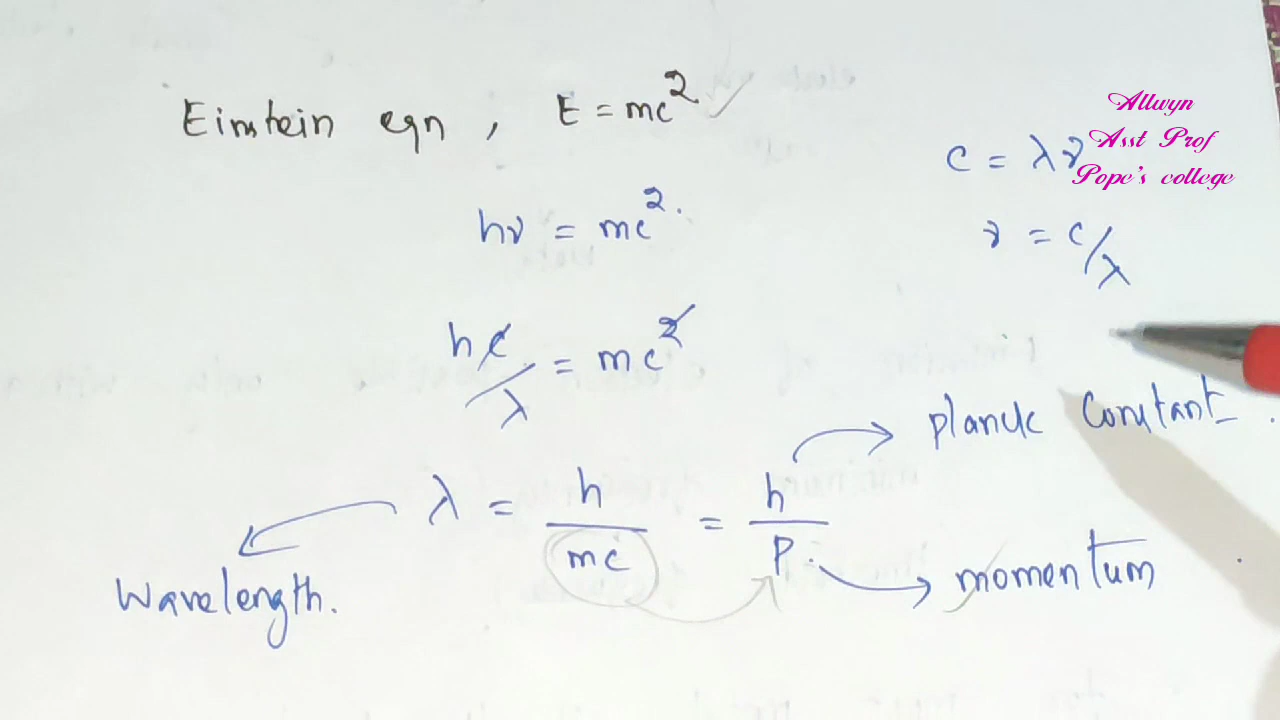 Einstein eqn , E = mc²
Allwyn
Asst Prof
Pope's college
c = λν
hν = mc².
ν = c/λ
hc/λ = mc²
planck Constant
λ = h/mc = h/P.
momentum
Wavelength.